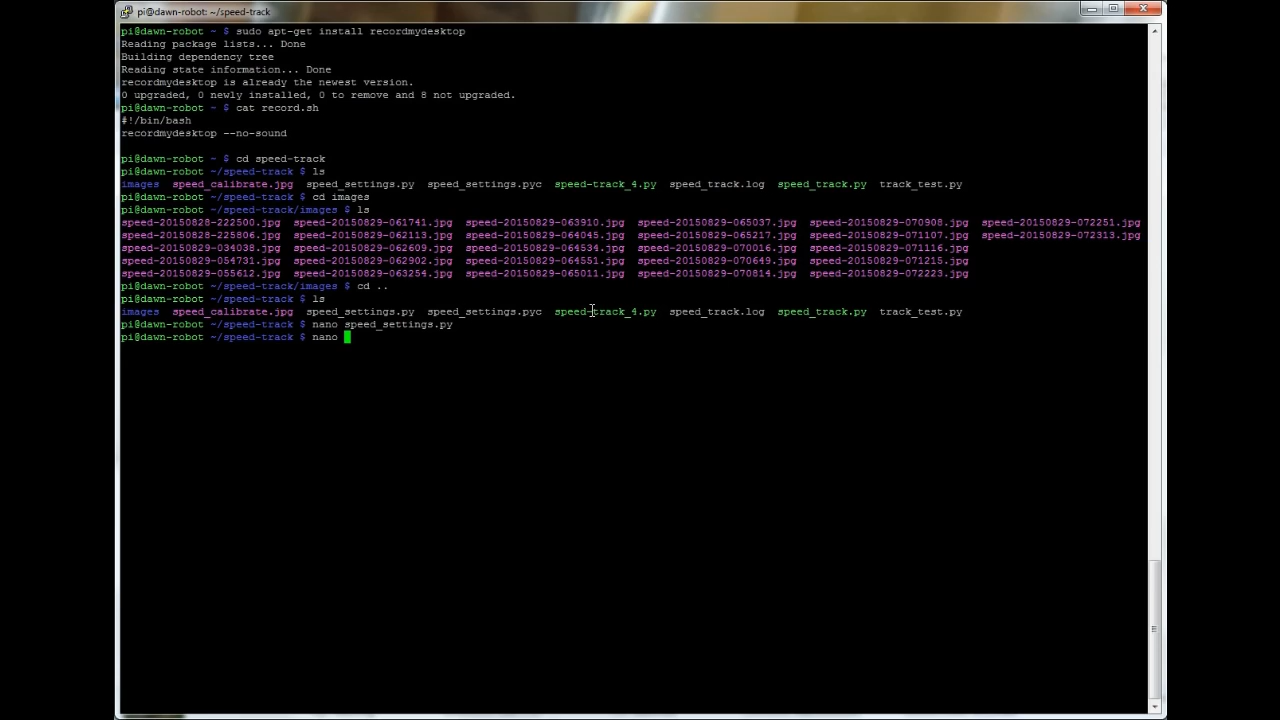 pi@dawn-robot: ~/speed-track
pi@dawn-robot ~ $ sudo apt-get install recordmydesktop
Reading package lists... Done
Building dependency tree
Reading state information... Done
recordmydesktop is already the newest version.
0 upgraded, 0 newly installed, 0 to remove and 8 not upgraded.
pi@dawn-robot ~ $ cat record.sh
#!/bin/bash
recordmydesktop --no-sound
pi@dawn-robot ~ $ cd speed-track
pi@dawn-robot ~/speed-track $ ls
images  speed_calibrate.jpg  speed_settings.py  speed_settings.pyc  speed-track_4.py  speed_track.log  speed_track.py  track_test.py
pi@dawn-robot ~/speed-track $ cd images
pi@dawn-robot ~/speed-track/images $ ls
speed-20150828-222500.jpg  speed-20150829-061741.jpg  speed-20150829-063910.jpg  speed-20150829-065037.jpg  speed-20150829-070908.jpg  speed-20150829-072251.jpg
speed-20150828-225806.jpg  speed-20150829-062113.jpg  speed-20150829-064045.jpg  speed-20150829-065217.jpg  speed-20150829-071107.jpg  speed-20150829-072313.jpg
speed-20150829-034038.jpg  speed-20150829-062609.jpg  speed-20150829-064534.jpg  speed-20150829-070016.jpg  speed-20150829-071116.jpg
speed-20150829-054731.jpg  speed-20150829-062902.jpg  speed-20150829-064551.jpg  speed-20150829-070649.jpg  speed-20150829-071215.jpg
speed-20150829-055612.jpg  speed-20150829-063254.jpg  speed-20150829-065011.jpg  speed-20150829-070814.jpg  speed-20150829-072223.jpg
pi@dawn-robot ~/speed-track/images $ cd ..
pi@dawn-robot ~/speed-track $ ls
images  speed_calibrate.jpg  speed_settings.py  speed_settings.pyc  speed-track_4.py  speed_track.log  speed_track.py  track_test.py
pi@dawn-robot ~/speed-track $ nano speed_settings.py
pi@dawn-robot ~/speed-track $ nano